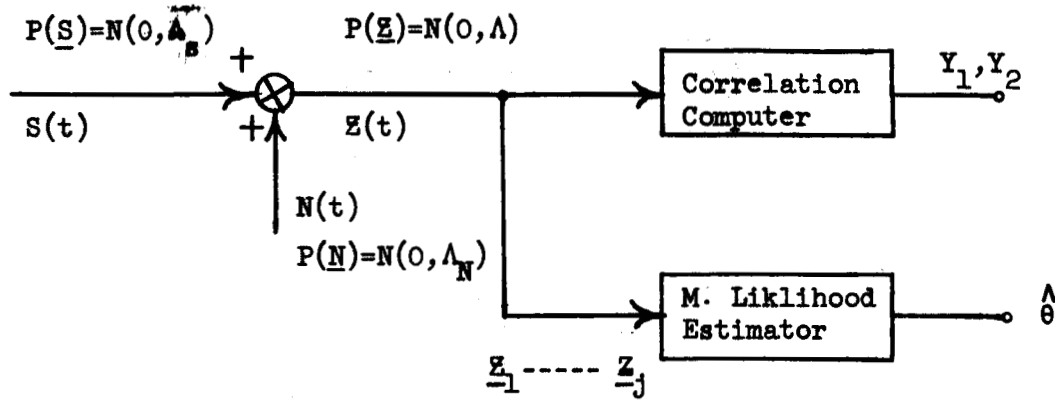 P(S)=N(0,Λs)
P(Z)=N(0,Λ)
+
Correlation
Computer
Y1,Y2
S(t)
+
Z(t)
N(t)
P(N)=N(0,ΛN)
M. Liklihood
Estimator
θ̂
Z1 ----- Zj